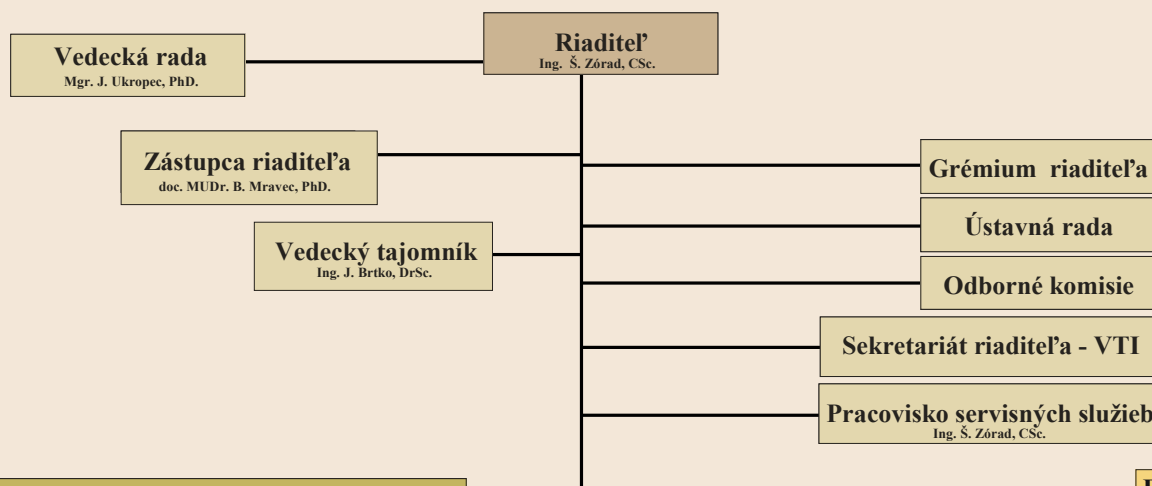 Riaditeľ
Ing. Š. Zórad, CSc.
Vedecká rada
Mgr. J. Ukropec, PhD.
Zástupca riaditeľa
doc. MUDr. B. Mravec, PhD.
Grémium riaditeľa
Ústavná rada
Vedecký tajomník
Ing. J. Brtko, DrSc.
Odborné komisie
Sekretariát riaditeľa - VTI
Pracovisko servisných služieb
Ing. Š. Zórad, CSc.